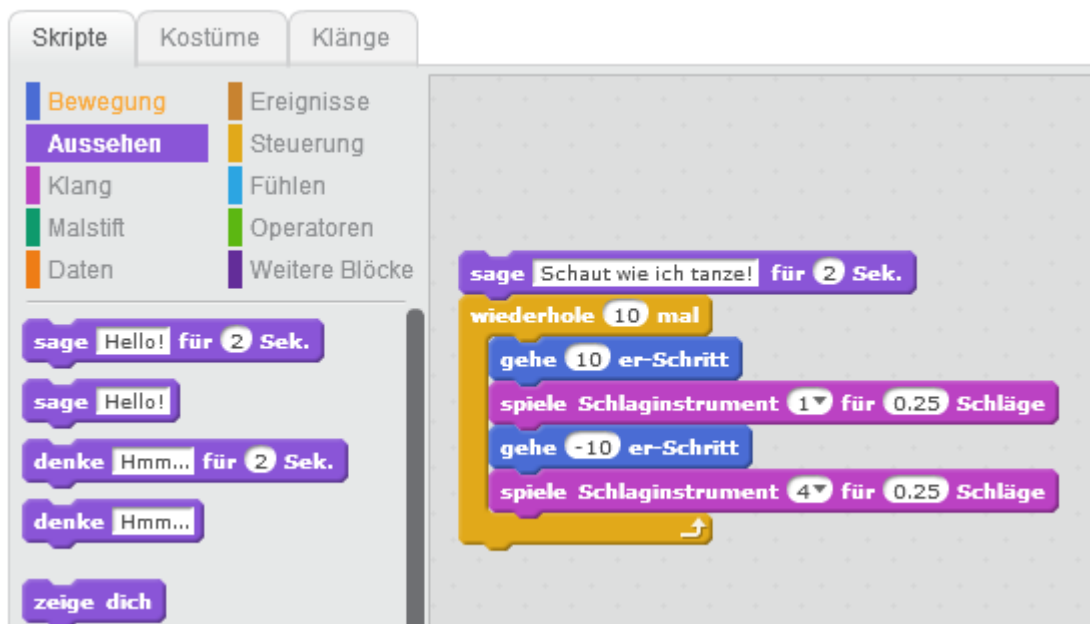 Skripte Kostüme Klänge
Bewegung Ereignisse
Aussehen Steuerung
Klang Fühlen
Malstift Operatoren
Daten Weitere Blöcke
sage Hello! für 2 Sek.
sage Hello!
denke Hmm... für 2 Sek.
denke Hmm...
zeige dich
sage Schaut wie ich tanze! für 2 Sek.
wiederhole 10 mal
gehe 10 er-Schritt
spiele Schlaginstrument 1 für 0.25 Schläge
gehe -10 er-Schritt
spiele Schlaginstrument 4 für 0.25 Schläge